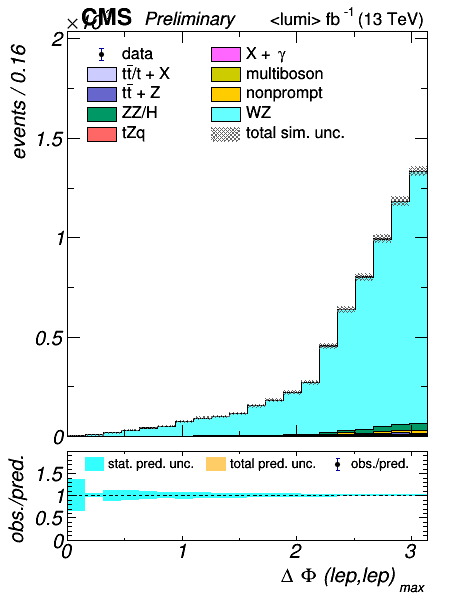 CMS Preliminary <lumi> fb⁻¹ (13 TeV)
events / 0.16
2
1.5
1
0.5
0
data
tt̄/t + X
tt̄ + Z
ZZ/H
tZq
X + γ
multiboson
nonprompt
WZ
total sim. unc.
obs./pred.
1.5
1
0.5
0
stat. pred. unc. total pred. unc. obs./pred.
0 1 2 3
Δ Φ (lep,lep) max